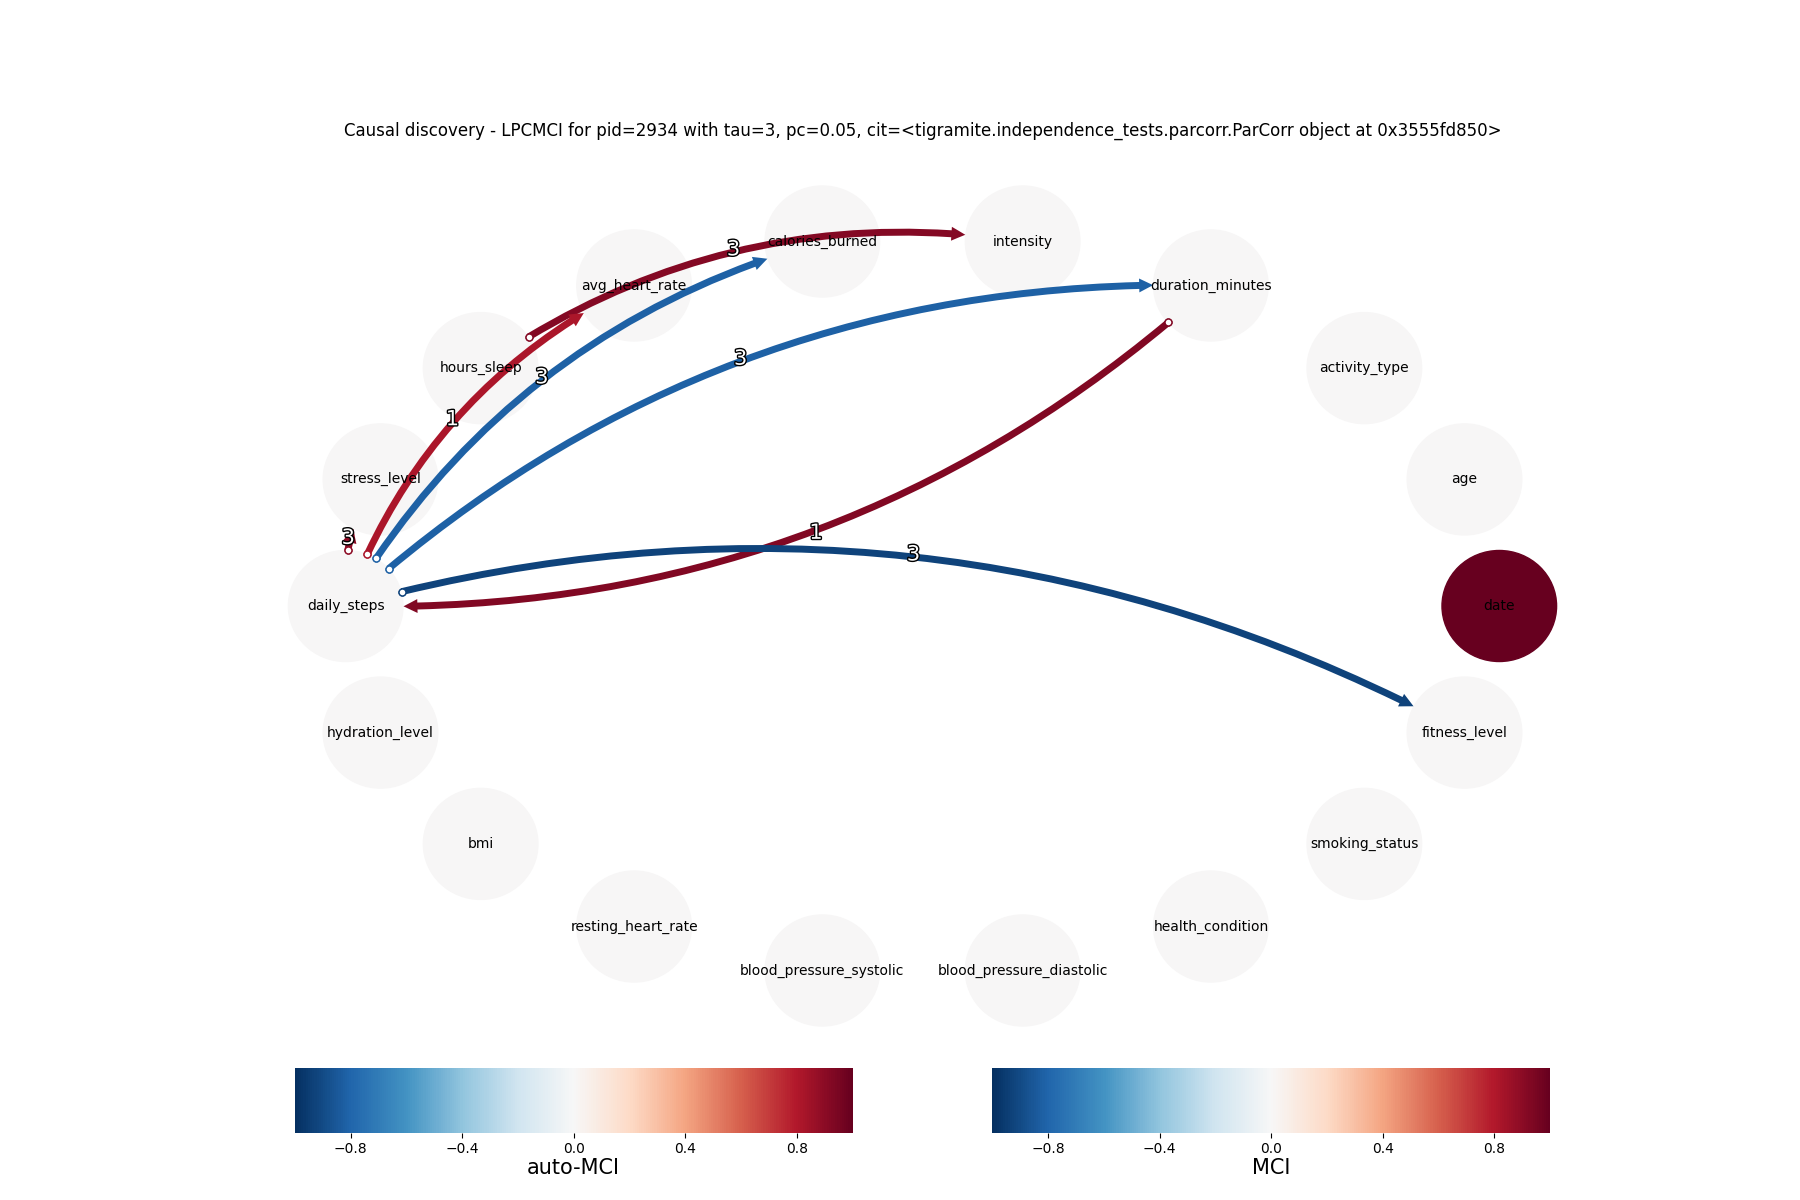 Causal discovery - LPCMCI for pid=2934 with tau=3, pc=0.05, cit=<tigramite.independence_tests.parcorr.ParCorr object at 0x3555fd850>
calories_burned
intensity
3
avg_heart_rate
duration_minutes
3
hours_sleep
3
activity_type
1
stress_level
age
3
1
3
daily_steps
date
hydration_level
fitness_level
bmi
smoking_status
resting_heart_rate
health_condition
blood_pressure_systolic
blood_pressure_diastolic
−0.8 −0.4 0.0 0.4 0.8
auto-MCI
−0.8 −0.4 0.0 0.4 0.8
MCI